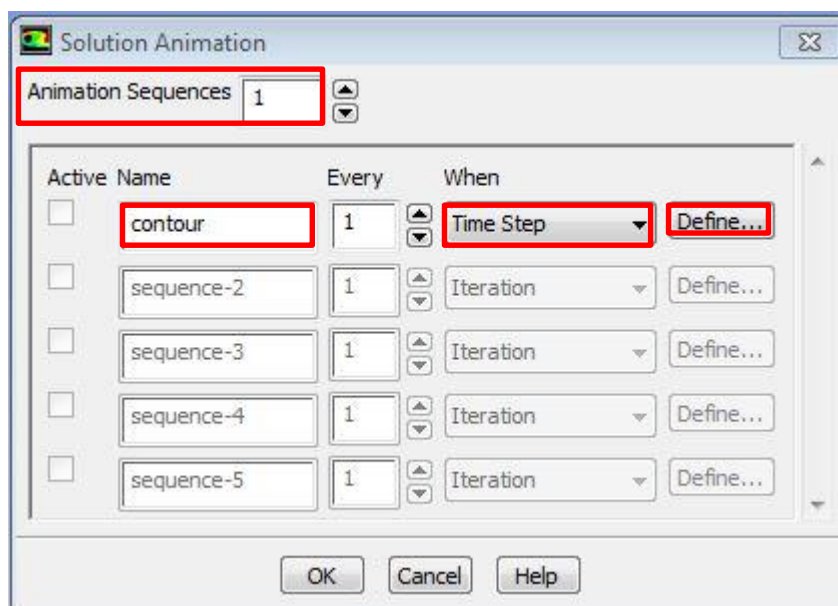 Solution Animation
Animation Sequences 1
Active Name Every When
contour 1 Time Step Define...
sequence-2 1 Iteration Define...
sequence-3 1 Iteration Define...
sequence-4 1 Iteration Define...
sequence-5 1 Iteration Define...
OK Cancel Help